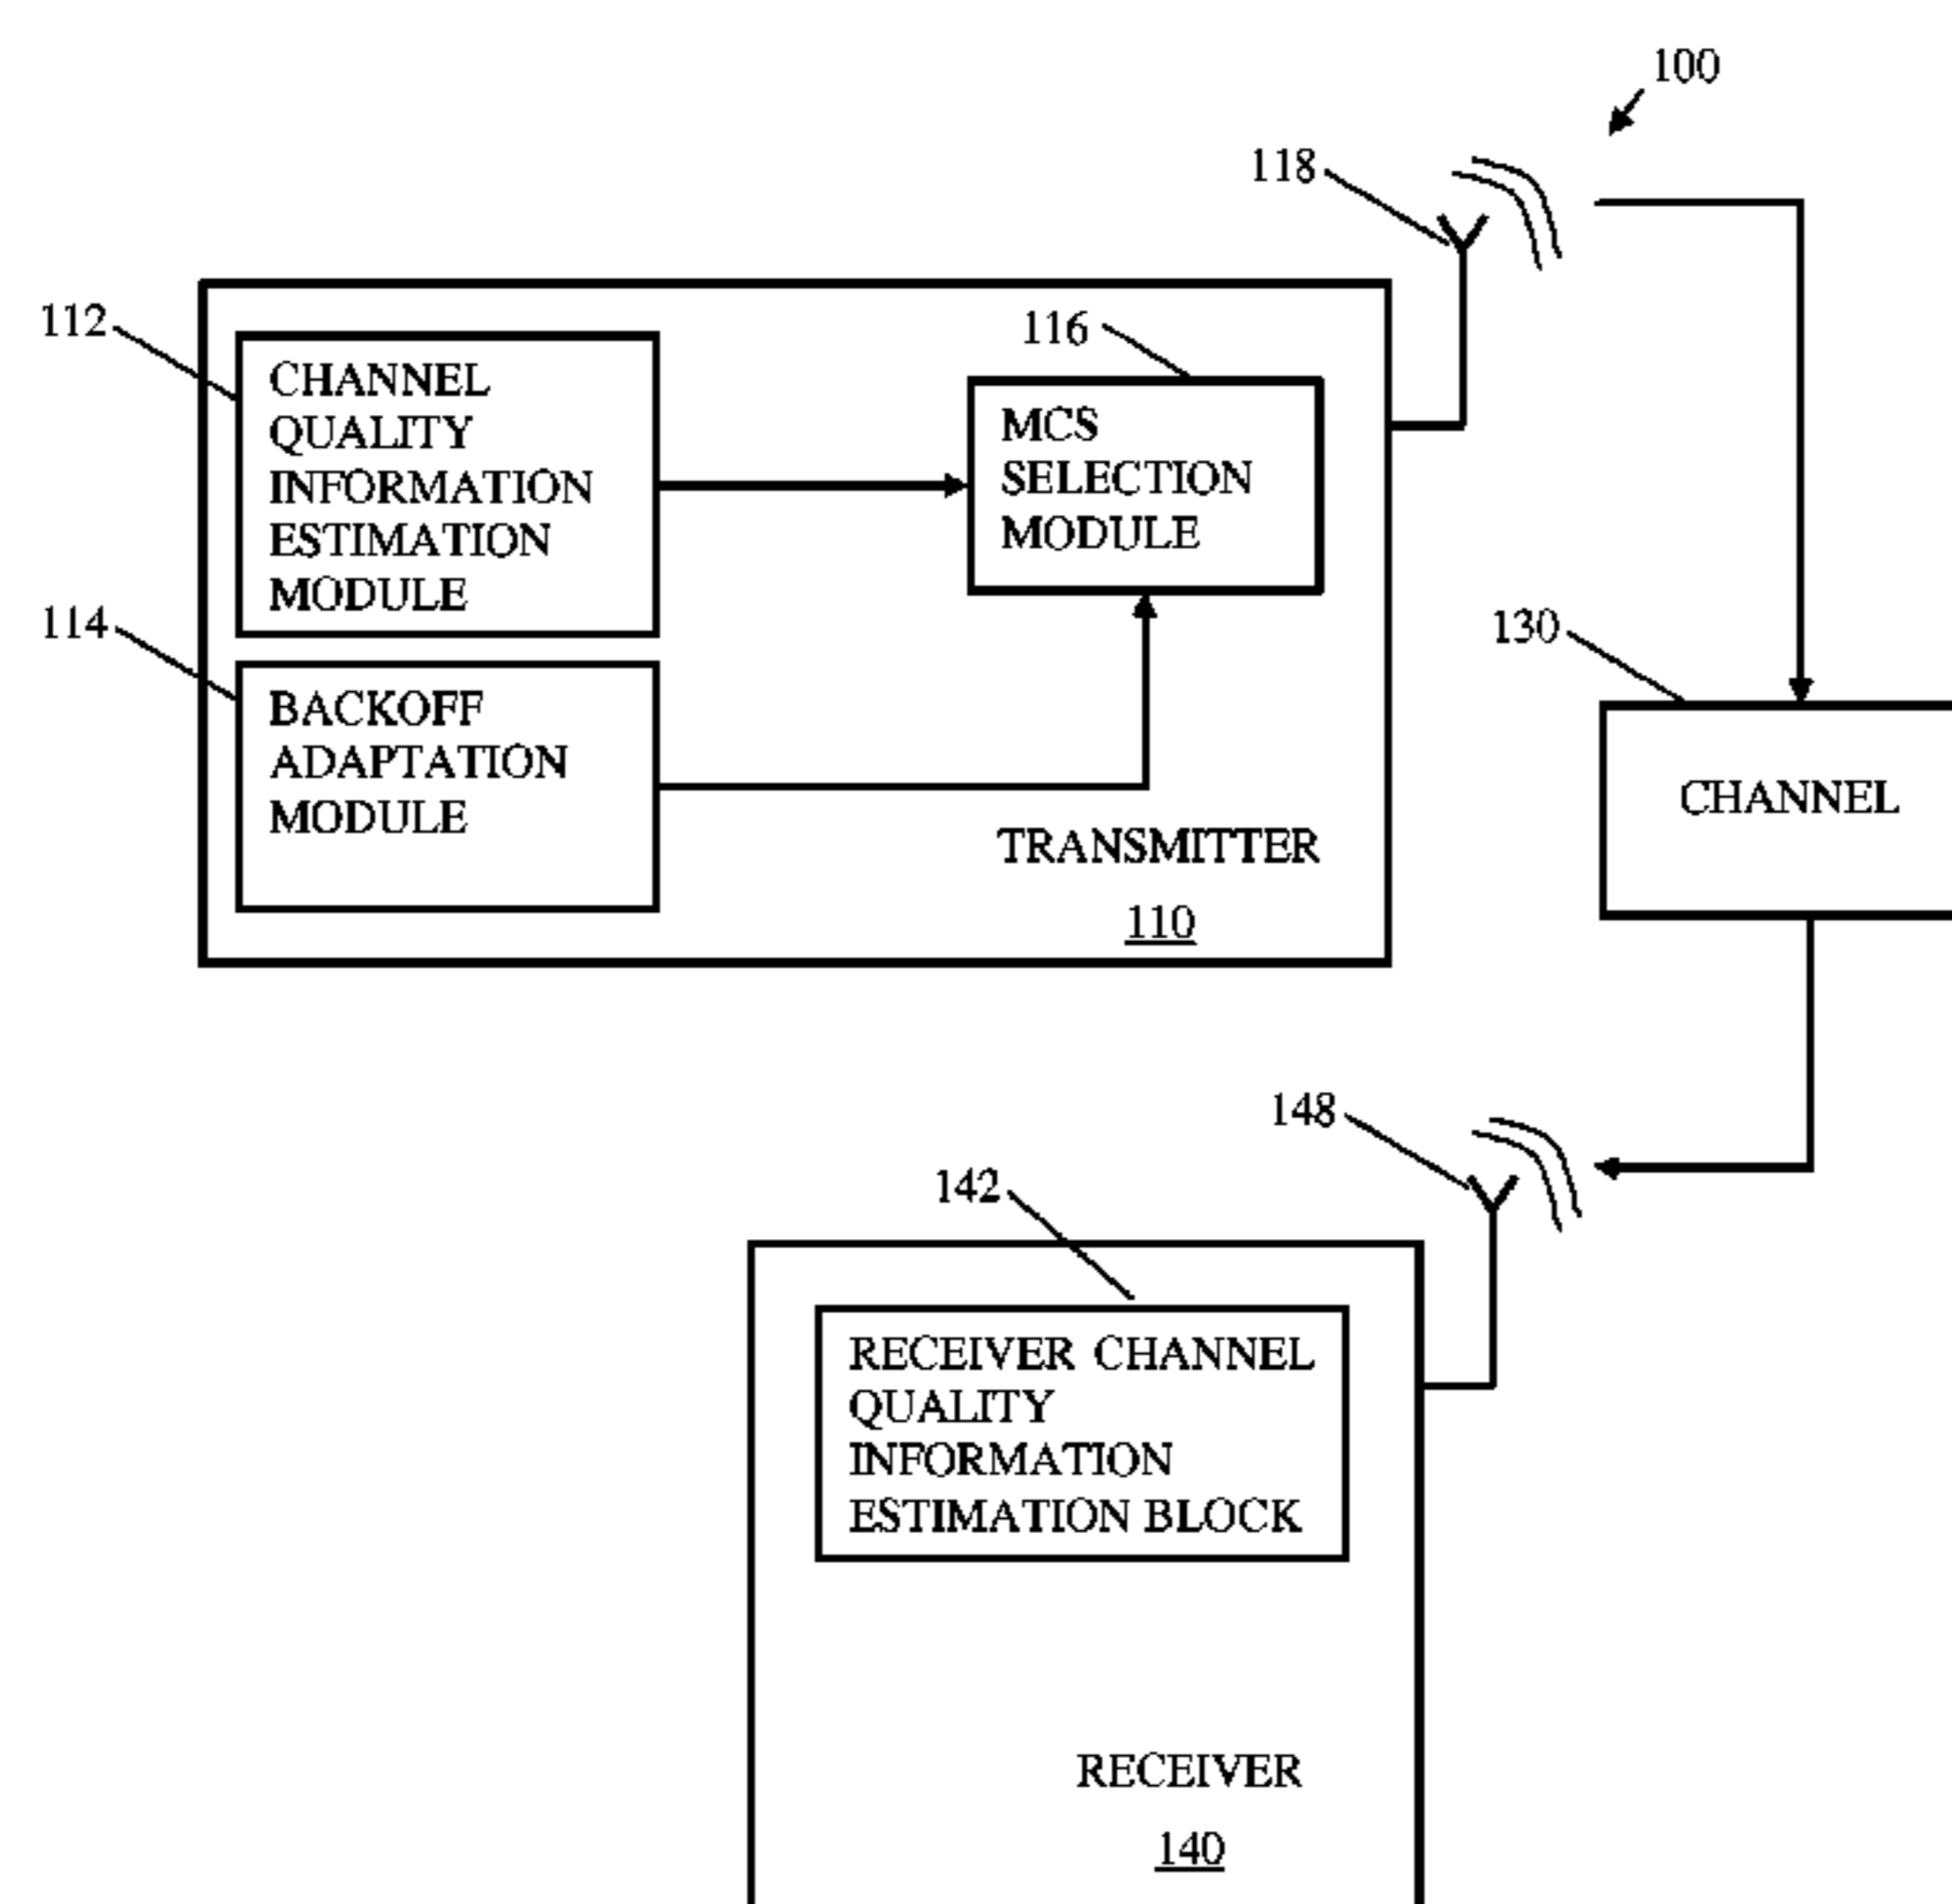 100
118
112
116
CHANNEL
QUALITY
INFORMATION
ESTIMATION
MODULE
MCS
SELECTION
MODULE
114
BACKOFF
ADAPTATION
MODULE
130
CHANNEL
TRANSMITTER
110
148
142
RECEIVER CHANNEL
QUALITY
INFORMATION
ESTIMATION BLOCK
RECEIVER
140